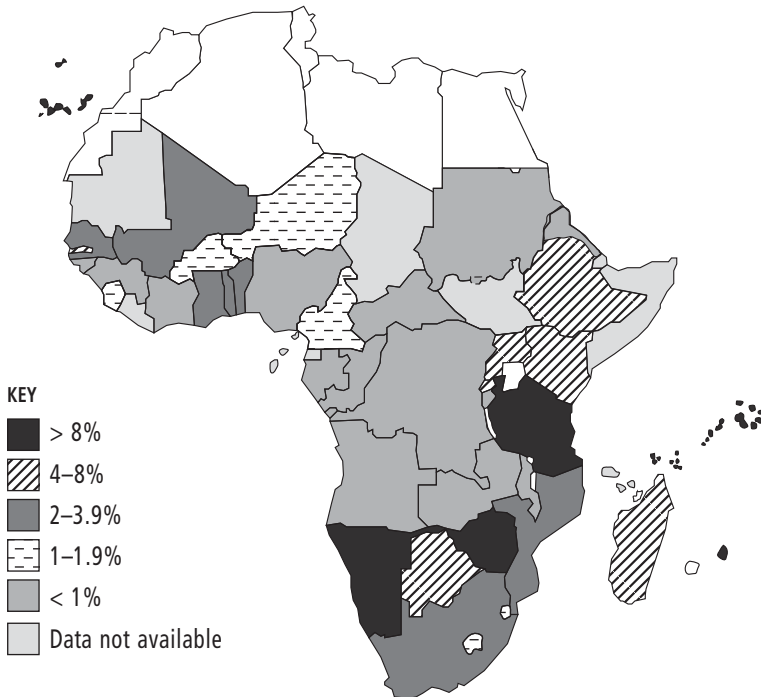 KEY
> 8%
4–8%
2–3.9%
1–1.9%
< 1%
Data not available